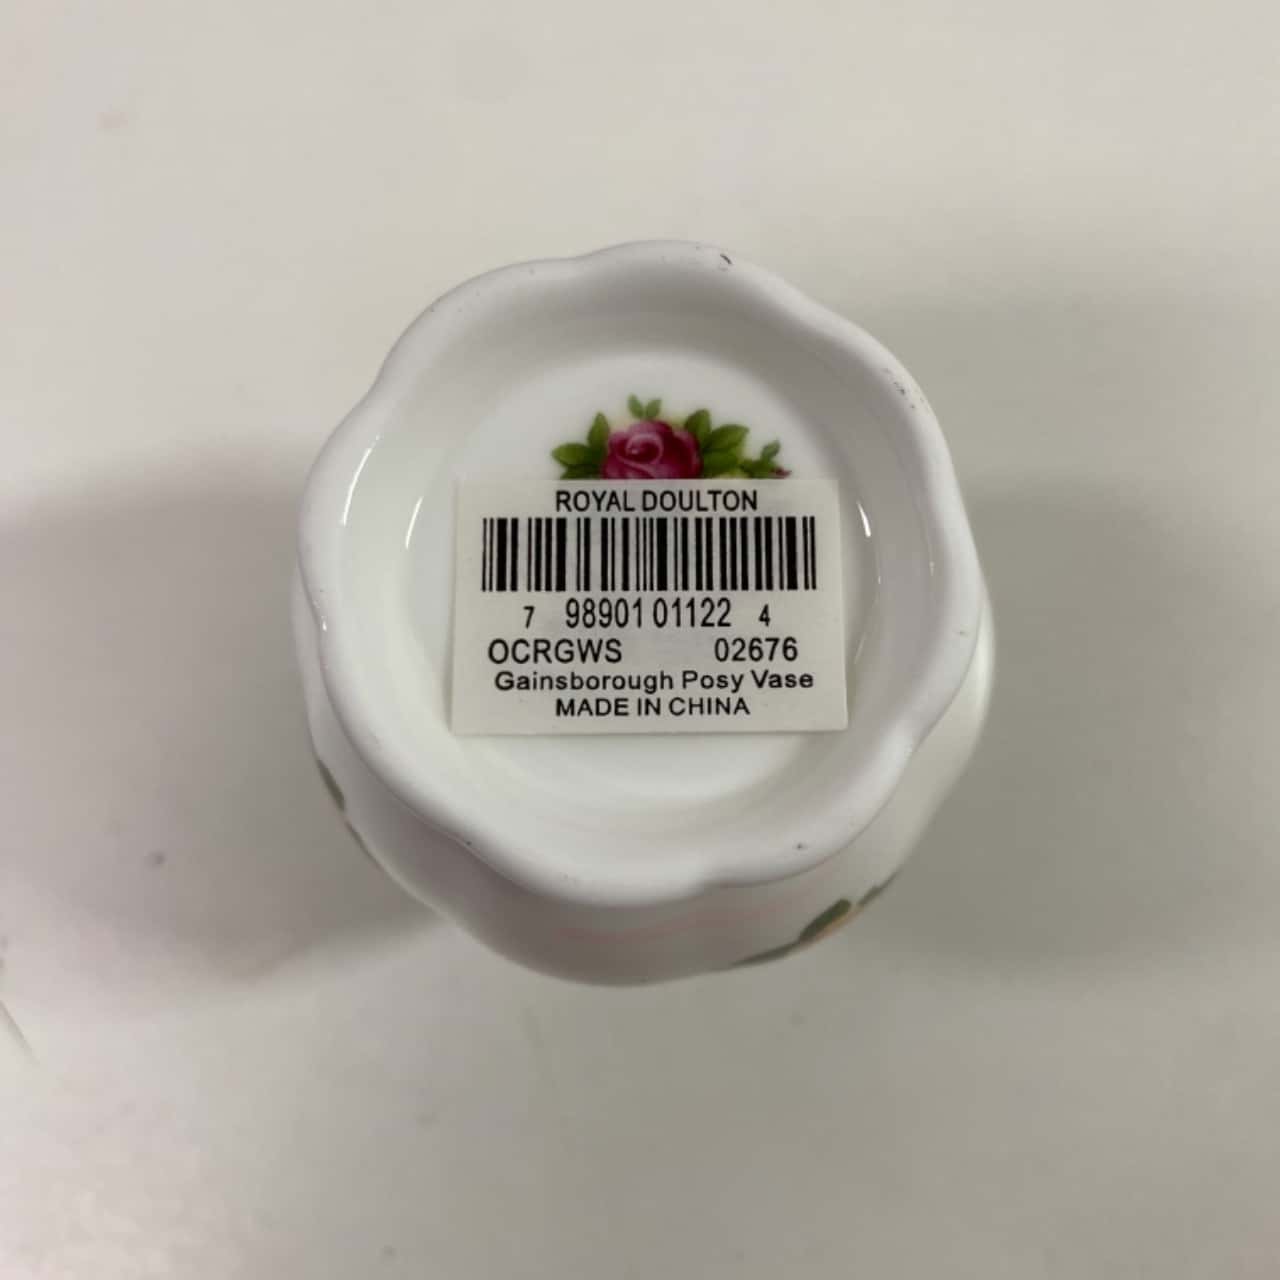 ROYAL DOULTON
7 98901 01122 4
OCRGWS 02676
Gainsborough Posy Vase
MADE IN CHINA